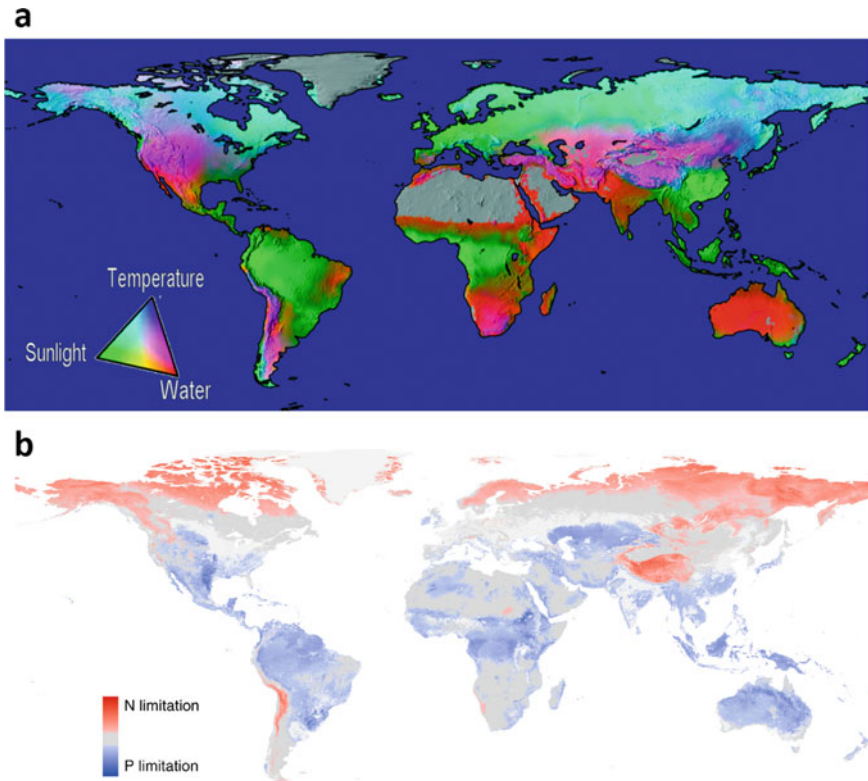 a
Temperature
Sunlight
Water
b
N limitation
P limitation